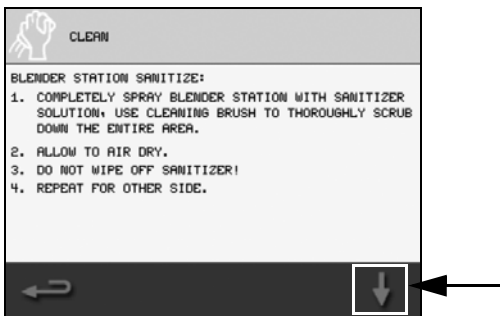 CLEAN
BLENDER STATION SANITIZE:
1. COMPLETELY SPRAY BLENDER STATION WITH SANITIZER
SOLUTION, USE CLEANING BRUSH TO THOROUGHLY SCRUB
DOWN THE ENTIRE AREA.
2. ALLOW TO AIR DRY.
3. DO NOT WIPE OFF SANITIZER!
4. REPEAT FOR OTHER SIDE.